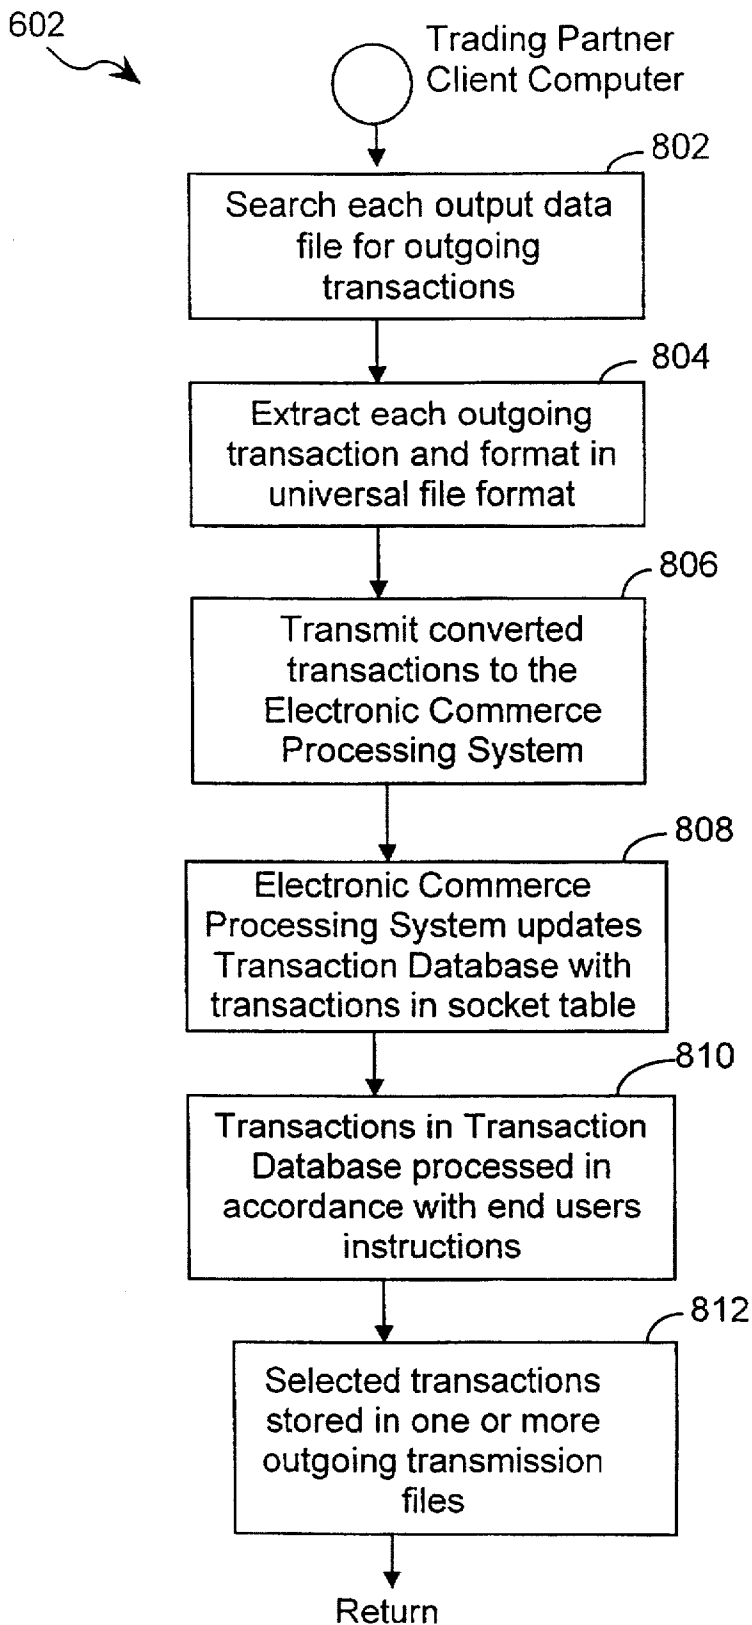 602
Trading Partner
Client Computer
802
Search each output data
file for outgoing
transactions
804
Extract each outgoing
transaction and format in
universal file format
806
Transmit converted
transactions to the
Electronic Commerce
Processing System
808
Electronic Commerce
Processing System updates
Transaction Database with
transactions in socket table
810
Transactions in Transaction
Database processed in
accordance with end users
instructions
812
Selected transactions
stored in one or more
outgoing transmission
files
Return